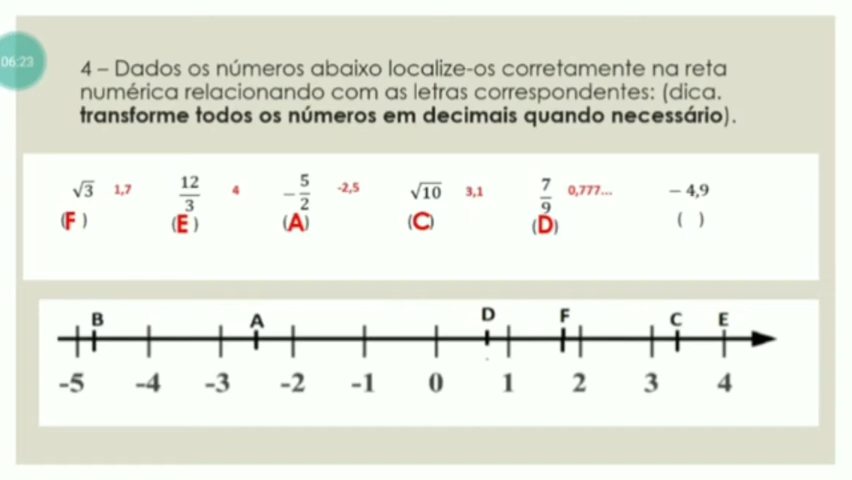 06:23
4 – Dados os números abaixo localize-os corretamente na reta
numérica relacionando com as letras correspondentes: (dica.
transforme todos os números em decimais quando necessário).
√3 1,7 12/3 4 −5/2 -2,5 √10 3,1 7/9 0,777... − 4,9
(F ) (E ) (A) (C) (D) ( )
B A D F C E
-5 -4 -3 -2 -1 0 1 2 3 4